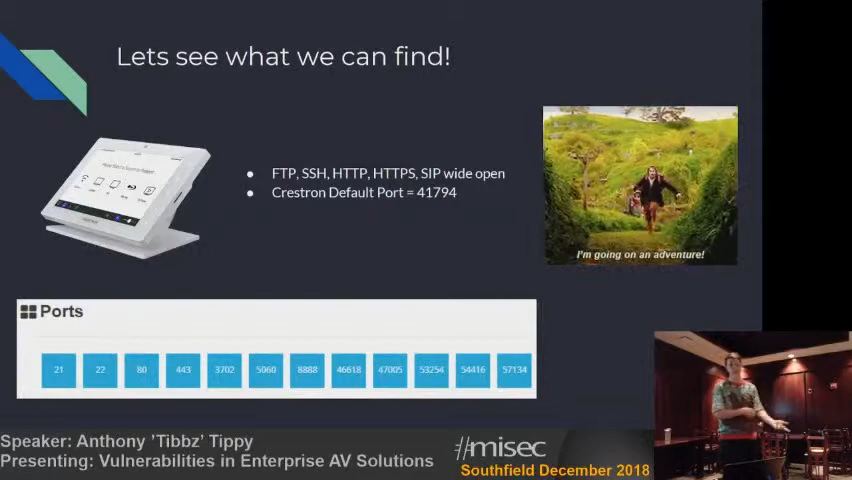 Lets see what we can find!
● FTP, SSH, HTTP, HTTPS, SIP wide open
● Crestron Default Port = 41794
I'm going on an adventure!
Ports
21 22 80 443 3702 5060 8888 46618 47005 53254 54416 57134
Speaker: Anthony 'Tibbz' Tippy
Presenting: Vulnerabilities in Enterprise AV Solutions
//misec
Southfield December 2018